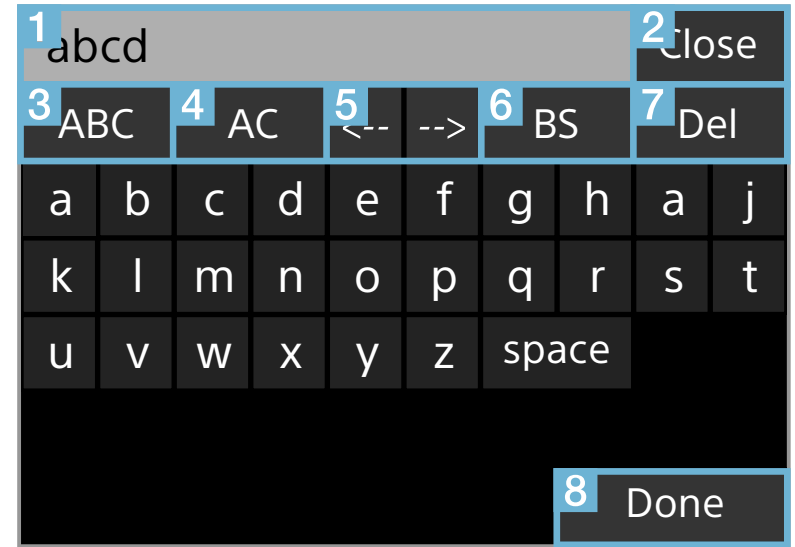 1 abcd 2 Close
3 ABC 4 AC 5 <-- --> 6 BS 7 Del
a b c d e f g h a j
k l m n o p q r s t
u v w x y z space
8 Done